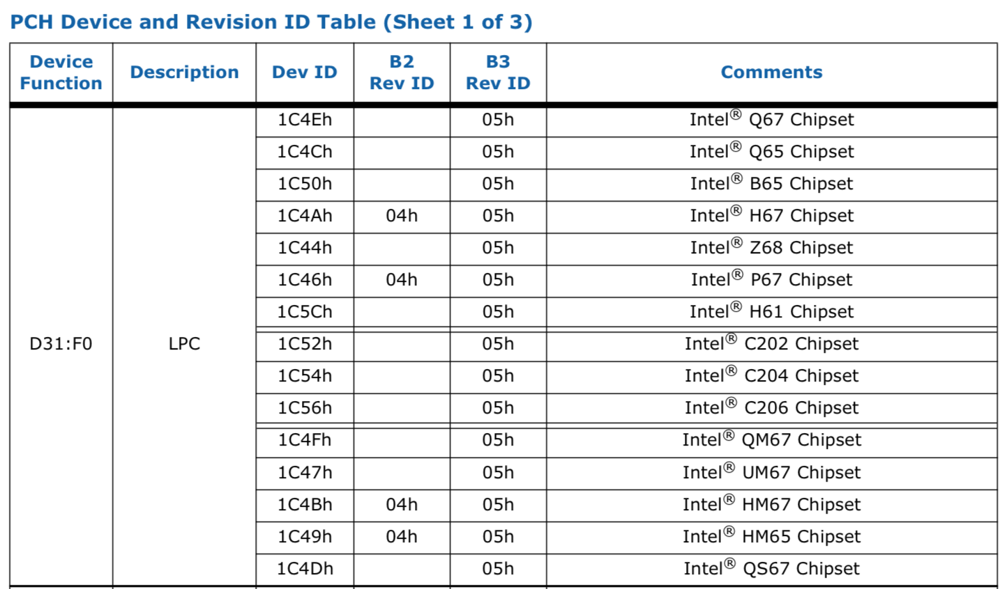 PCH Device and Revision ID Table (Sheet 1 of 3)
Device Function Description Dev ID B2 Rev ID B3 Rev ID Comments
1C4Eh 05h Intel® Q67 Chipset
1C4Ch 05h Intel® Q65 Chipset
1C50h 05h Intel® B65 Chipset
1C4Ah 04h 05h Intel® H67 Chipset
1C44h 05h Intel® Z68 Chipset
1C46h 04h 05h Intel® P67 Chipset
1C5Ch 05h Intel® H61 Chipset
D31:F0 LPC 1C52h 05h Intel® C202 Chipset
1C54h 05h Intel® C204 Chipset
1C56h 05h Intel® C206 Chipset
1C4Fh 05h Intel® QM67 Chipset
1C47h 05h Intel® UM67 Chipset
1C4Bh 04h 05h Intel® HM67 Chipset
1C49h 04h 05h Intel® HM65 Chipset
1C4Dh 05h Intel® QS67 Chipset